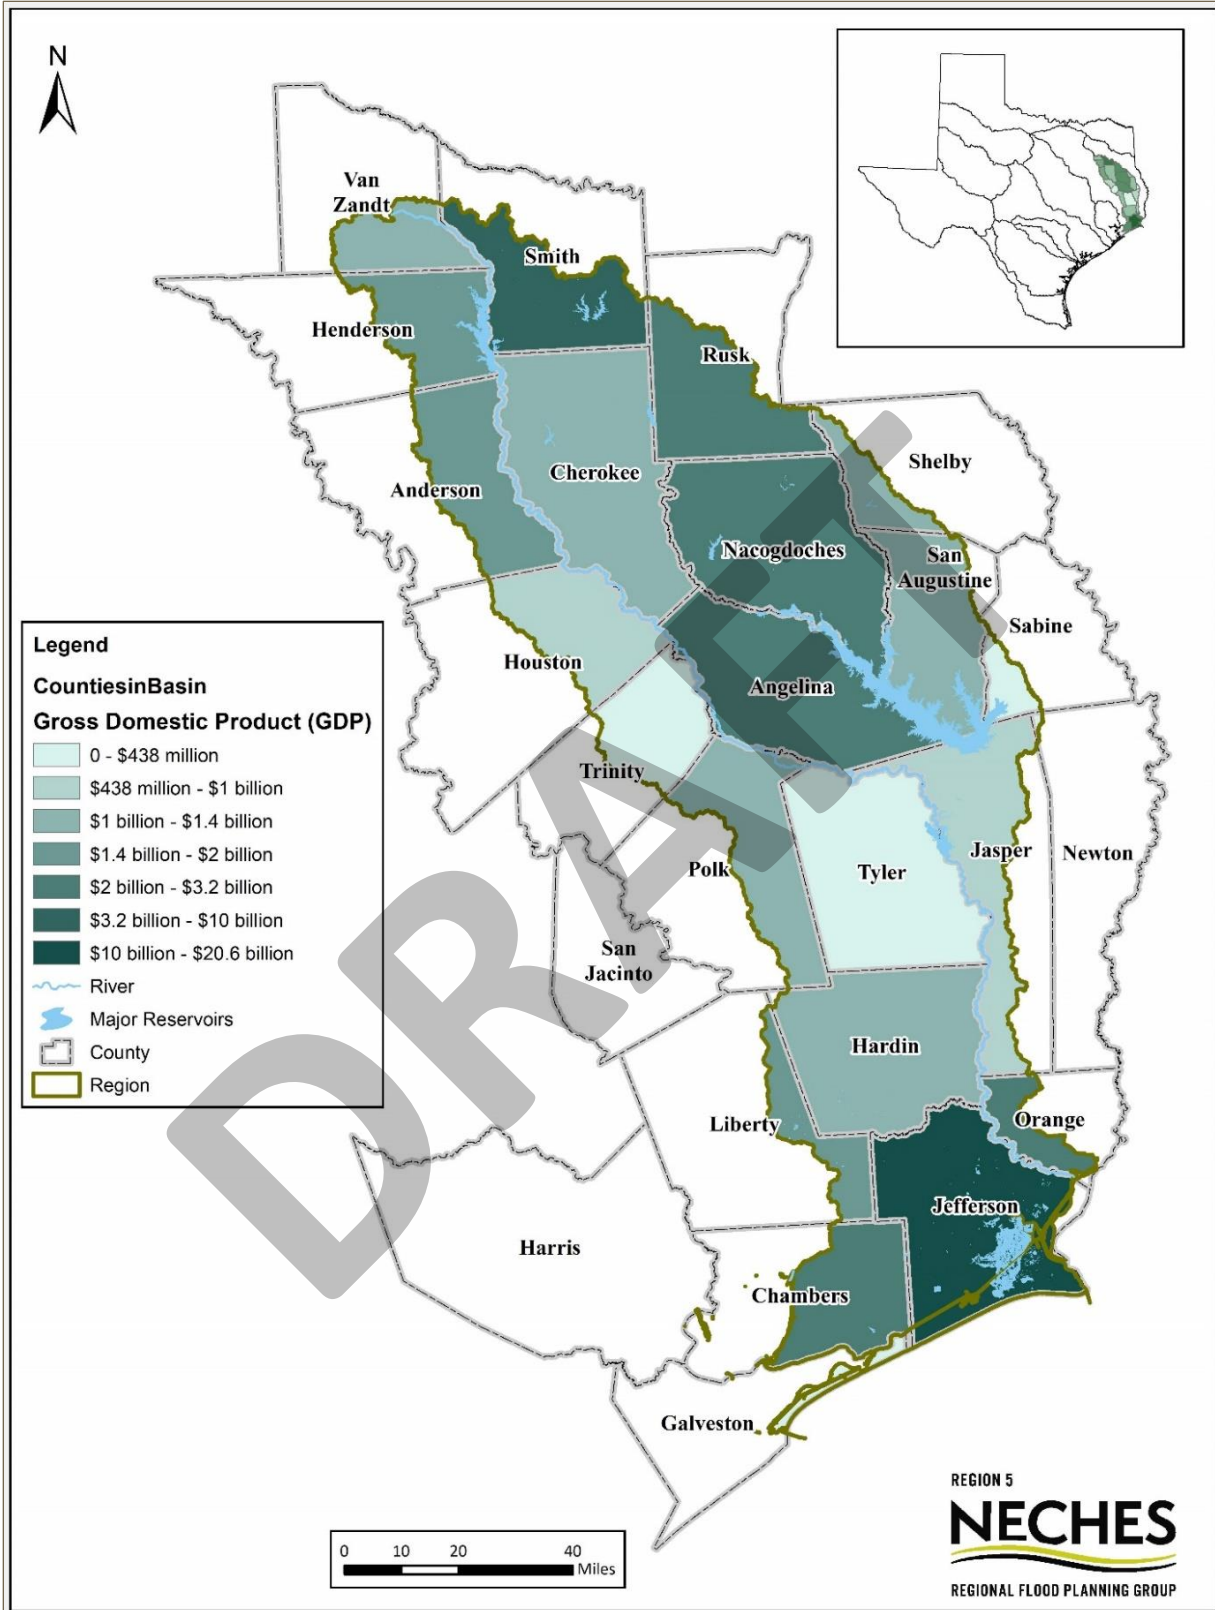 N
Van
Zandt
Smith
Henderson
Rusk
Shelby
Cherokee
Anderson
Nacogdoches
San
Augustine
Sabine
Houston
Angelina
Trinity
Polk
Tyler
Jasper
Newton
San
Jacinto
Hardin
Liberty
Orange
Jefferson
Harris
Chambers
Galveston
DRAFT
Legend
CountiesinBasin
Gross Domestic Product (GDP)
0 - $438 million
$438 million - $1 billion
$1 billion - $1.4 billion
$1.4 billion - $2 billion
$2 billion - $3.2 billion
$3.2 billion - $10 billion
$10 billion - $20.6 billion
River
Major Reservoirs
County
Region
0 10 20 40
Miles
REGION 5
NECHES
REGIONAL FLOOD PLANNING GROUP